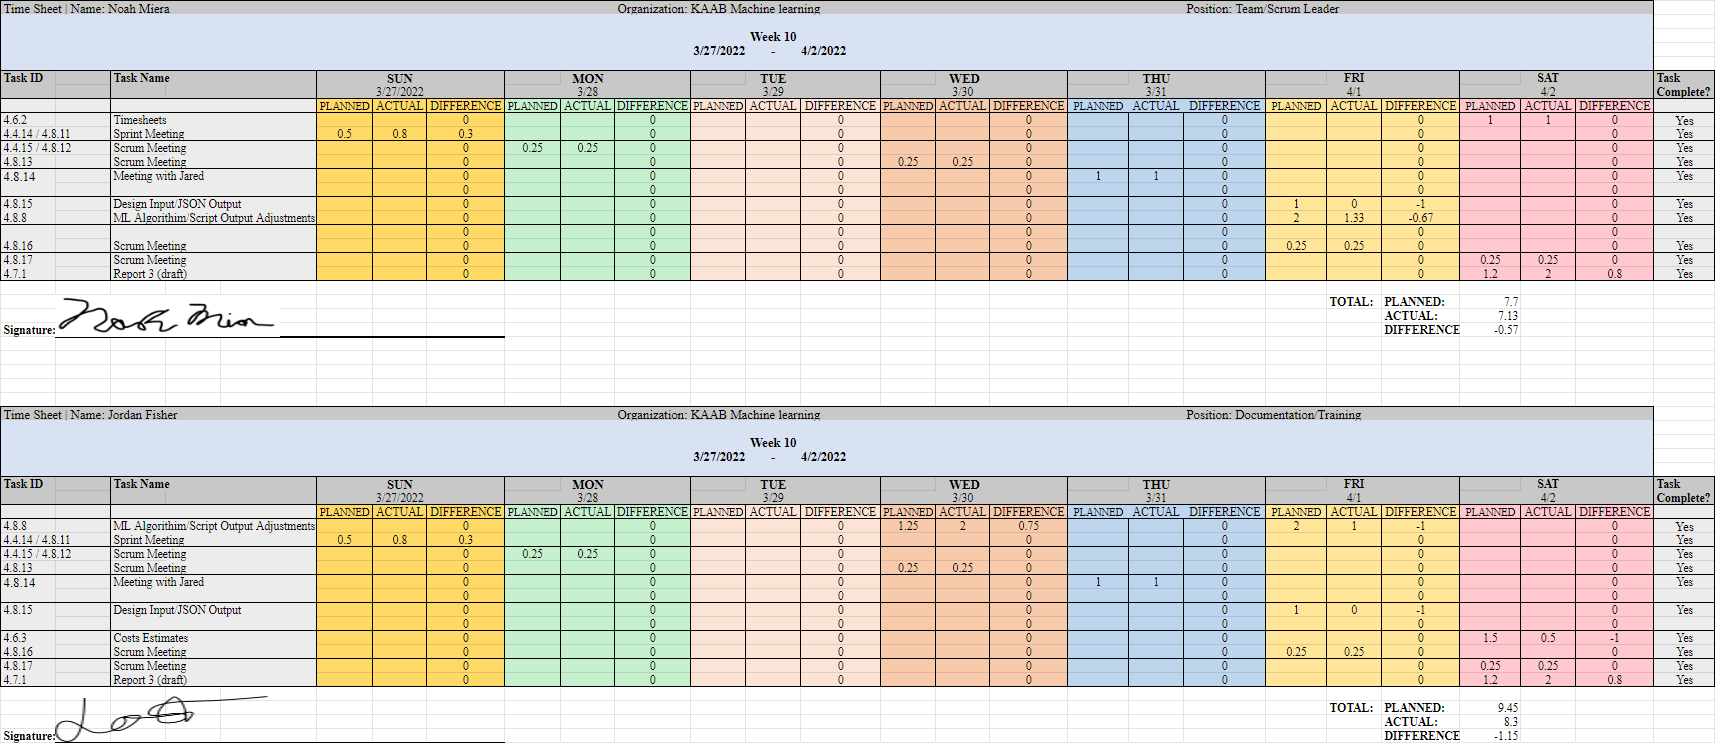 Time Sheet | Name: Noah Miera Organization: KAAB Machine learning Position: Team/Scrum Leader
Week 10
3/27/2022 - 4/2/2022
Task ID Task Name SUN MON TUE WED THU FRI SAT Task
3/27/2022 3/28 3/29 3/30 3/31 4/1 4/2 Complete?
PLANNED ACTUAL DIFFERENCE PLANNED ACTUAL DIFFERENCE PLANNED ACTUAL DIFFERENCE PLANNED ACTUAL DIFFERENCE PLANNED ACTUAL DIFFERENCE PLANNED ACTUAL DIFFERENCE PLANNED ACTUAL DIFFERENCE
4.6.2 Timesheets 0 0 0 0 0 0 1 1 0 Yes
4.4.14 / 4.8.11 Sprint Meeting 0.5 0.8 0.3 0 0 0 0 0 0 Yes
4.4.15 / 4.8.12 Scrum Meeting 0 0.25 0.25 0 0 0 0 0 0 Yes
4.8.13 Scrum Meeting 0 0 0 0.25 0.25 0 0 0 0 Yes
4.8.14 Meeting with Jared 0 0 0 0 1 1 0 0 0 Yes
0 0 0 0 0 0 0
4.8.15 Design Input/JSON Output 0 0 0 0 0 1 0 -1 0 Yes
4.8.8 ML Algorithim/Script Output Adjustments 0 0 0 0 0 2 1.33 -0.67 0 Yes
0 0 0 0 0 0 0
4.8.16 Scrum Meeting 0 0 0 0 0 0.25 0.25 0 0 Yes
4.8.17 Scrum Meeting 0 0 0 0 0 0 0.25 0.25 0 Yes
4.7.1 Report 3 (draft) 0 0 0 0 0 0 1.2 2 0.8 Yes
TOTAL: PLANNED: 7.7
ACTUAL: 7.13
Signature: Noah Miera DIFFERENCE -0.57
Time Sheet | Name: Jordan Fisher Organization: KAAB Machine learning Position: Documentation/Training
Week 10
3/27/2022 - 4/2/2022
Task ID Task Name SUN MON TUE WED THU FRI SAT Task
3/27/2022 3/28 3/29 3/30 3/31 4/1 4/2 Complete?
PLANNED ACTUAL DIFFERENCE PLANNED ACTUAL DIFFERENCE PLANNED ACTUAL DIFFERENCE PLANNED ACTUAL DIFFERENCE PLANNED ACTUAL DIFFERENCE PLANNED ACTUAL DIFFERENCE PLANNED ACTUAL DIFFERENCE
4.8.8 ML Algorithim/Script Output Adjustments 0 0 0 1.25 2 0.75 0 2 1 -1 0 Yes
4.4.14 / 4.8.11 Sprint Meeting 0.5 0.8 0.3 0 0 0 0 0 0 Yes
4.4.15 / 4.8.12 Scrum Meeting 0 0.25 0.25 0 0 0 0 0 0 Yes
4.8.13 Scrum Meeting 0 0 0 0.25 0.25 0 0 0 0 Yes
4.8.14 Meeting with Jared 0 0 0 0 1 1 0 0 0 Yes
0 0 0 0 0 0 0
4.8.15 Design Input/JSON Output 0 0 0 0 0 1 0 -1 0 Yes
0 0 0 0 0 0 0
4.6.3 Costs Estimates 0 0 0 0 0 0 1.5 0.5 -1 Yes
4.8.16 Scrum Meeting 0 0 0 0 0 0.25 0.25 0 0 Yes
4.8.17 Scrum Meeting 0 0 0 0 0 0 0.25 0.25 0 Yes
4.7.1 Report 3 (draft) 0 0 0 0 0 0 1.2 2 0.8 Yes
TOTAL: PLANNED: 9.45
ACTUAL: 8.3
Signature: DIFFERENCE -1.15